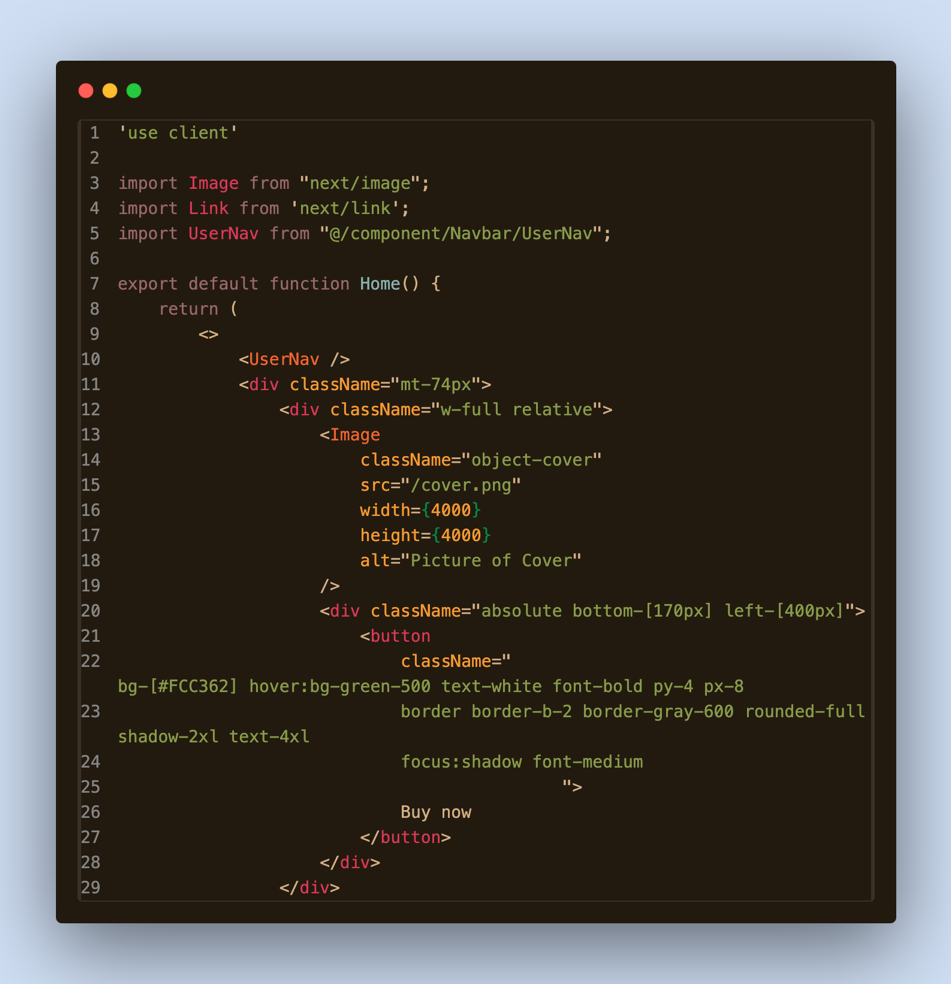 1 'use client'
2
3 import Image from "next/image";
4 import Link from 'next/link';
5 import UserNav from "@/component/Navbar/UserNav";
6
7 export default function Home() {
8     return (
9         <>
10             <UserNav />
11             <div className="mt-74px">
12                 <div className="w-full relative">
13                     <Image
14                         className="object-cover"
15                         src="/cover.png"
16                         width={4000}
17                         height={4000}
18                         alt="Picture of Cover"
19                     />
20                     <div className="absolute bottom-[170px] left-[400px]">
21                         <button
22                             className="
bg-[#FCC362] hover:bg-green-500 text-white font-bold py-4 px-8
23                             border border-b-2 border-gray-600 rounded-full
shadow-2xl text-4xl
24                             focus:shadow font-medium
25                                             ">
26                             Buy now
27                         </button>
28                     </div>
29                 </div>